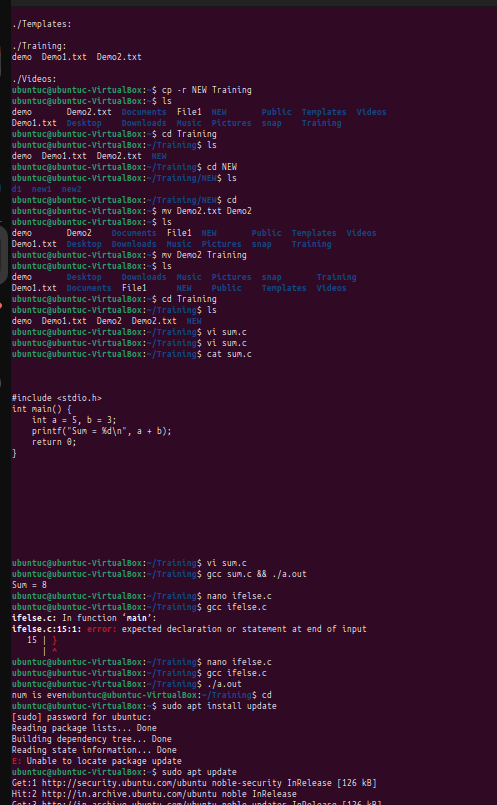 ./Templates:
./Training:
demo  Demo1.txt  Demo2.txt
./Videos:
ubuntuc@ubuntuc-VirtualBox:~$ cp -r NEW Training
ubuntuc@ubuntuc-VirtualBox:~$ ls
demo       Demo2.txt  Documents  File1  NEW       Public  Templates  Videos
Demo1.txt  Desktop    Downloads  Music  Pictures  snap    Training
ubuntuc@ubuntuc-VirtualBox:~$ cd Training
ubuntuc@ubuntuc-VirtualBox:~/Training$ ls
demo  Demo1.txt  Demo2.txt  NEW
ubuntuc@ubuntuc-VirtualBox:~/Training$ cd NEW
ubuntuc@ubuntuc-VirtualBox:~/Training/NEW$ ls
d1  new1  new2
ubuntuc@ubuntuc-VirtualBox:~/Training/NEW$ cd
ubuntuc@ubuntuc-VirtualBox:~$ mv Demo2.txt Demo2
ubuntuc@ubuntuc-VirtualBox:~$ ls
demo       Demo2    Documents  File1  NEW       Public  Templates  Videos
Demo1.txt  Desktop  Downloads  Music  Pictures  snap    Training
ubuntuc@ubuntuc-VirtualBox:~$ mv Demo2 Training
ubuntuc@ubuntuc-VirtualBox:~$ ls
demo       Desktop    Downloads  Music  Pictures  snap       Training
Demo1.txt  Documents  File1      NEW    Public    Templates  Videos
ubuntuc@ubuntuc-VirtualBox:~$ cd Training
ubuntuc@ubuntuc-VirtualBox:~/Training$ ls
demo  Demo1.txt  Demo2  Demo2.txt  NEW
ubuntuc@ubuntuc-VirtualBox:~/Training$ vi sum.c
ubuntuc@ubuntuc-VirtualBox:~/Training$ vi sum.c
ubuntuc@ubuntuc-VirtualBox:~/Training$ cat sum.c
#include <stdio.h>
int main() {
    int a = 5, b = 3;
    printf("Sum = %d\n", a + b);
    return 0;
}
ubuntuc@ubuntuc-VirtualBox:~/Training$ vi sum.c
ubuntuc@ubuntuc-VirtualBox:~/Training$ gcc sum.c && ./a.out
Sum = 8
ubuntuc@ubuntuc-VirtualBox:~/Training$ nano ifelse.c
ubuntuc@ubuntuc-VirtualBox:~/Training$ gcc ifelse.c
ifelse.c: In function ‘main’:
ifelse.c:15:1: error: expected declaration or statement at end of input
   15 | }
      | ^
ubuntuc@ubuntuc-VirtualBox:~/Training$ nano ifelse.c
ubuntuc@ubuntuc-VirtualBox:~/Training$ gcc ifelse.c
ubuntuc@ubuntuc-VirtualBox:~/Training$ ./a.out
num is evenubuntuc@ubuntuc-VirtualBox:~/Training$ cd
ubuntuc@ubuntuc-VirtualBox:~$ sudo apt install update
[sudo] password for ubuntuc:
Reading package lists... Done
Building dependency tree... Done
Reading state information... Done
E: Unable to locate package update
ubuntuc@ubuntuc-VirtualBox:~$ sudo apt update
Get:1 http://security.ubuntu.com/ubuntu noble-security InRelease [126 kB]
Hit:2 http://in.archive.ubuntu.com/ubuntu noble InRelease
Get:3 http://in.archive.ubuntu.com/ubuntu noble-updates InRelease [126 kB]